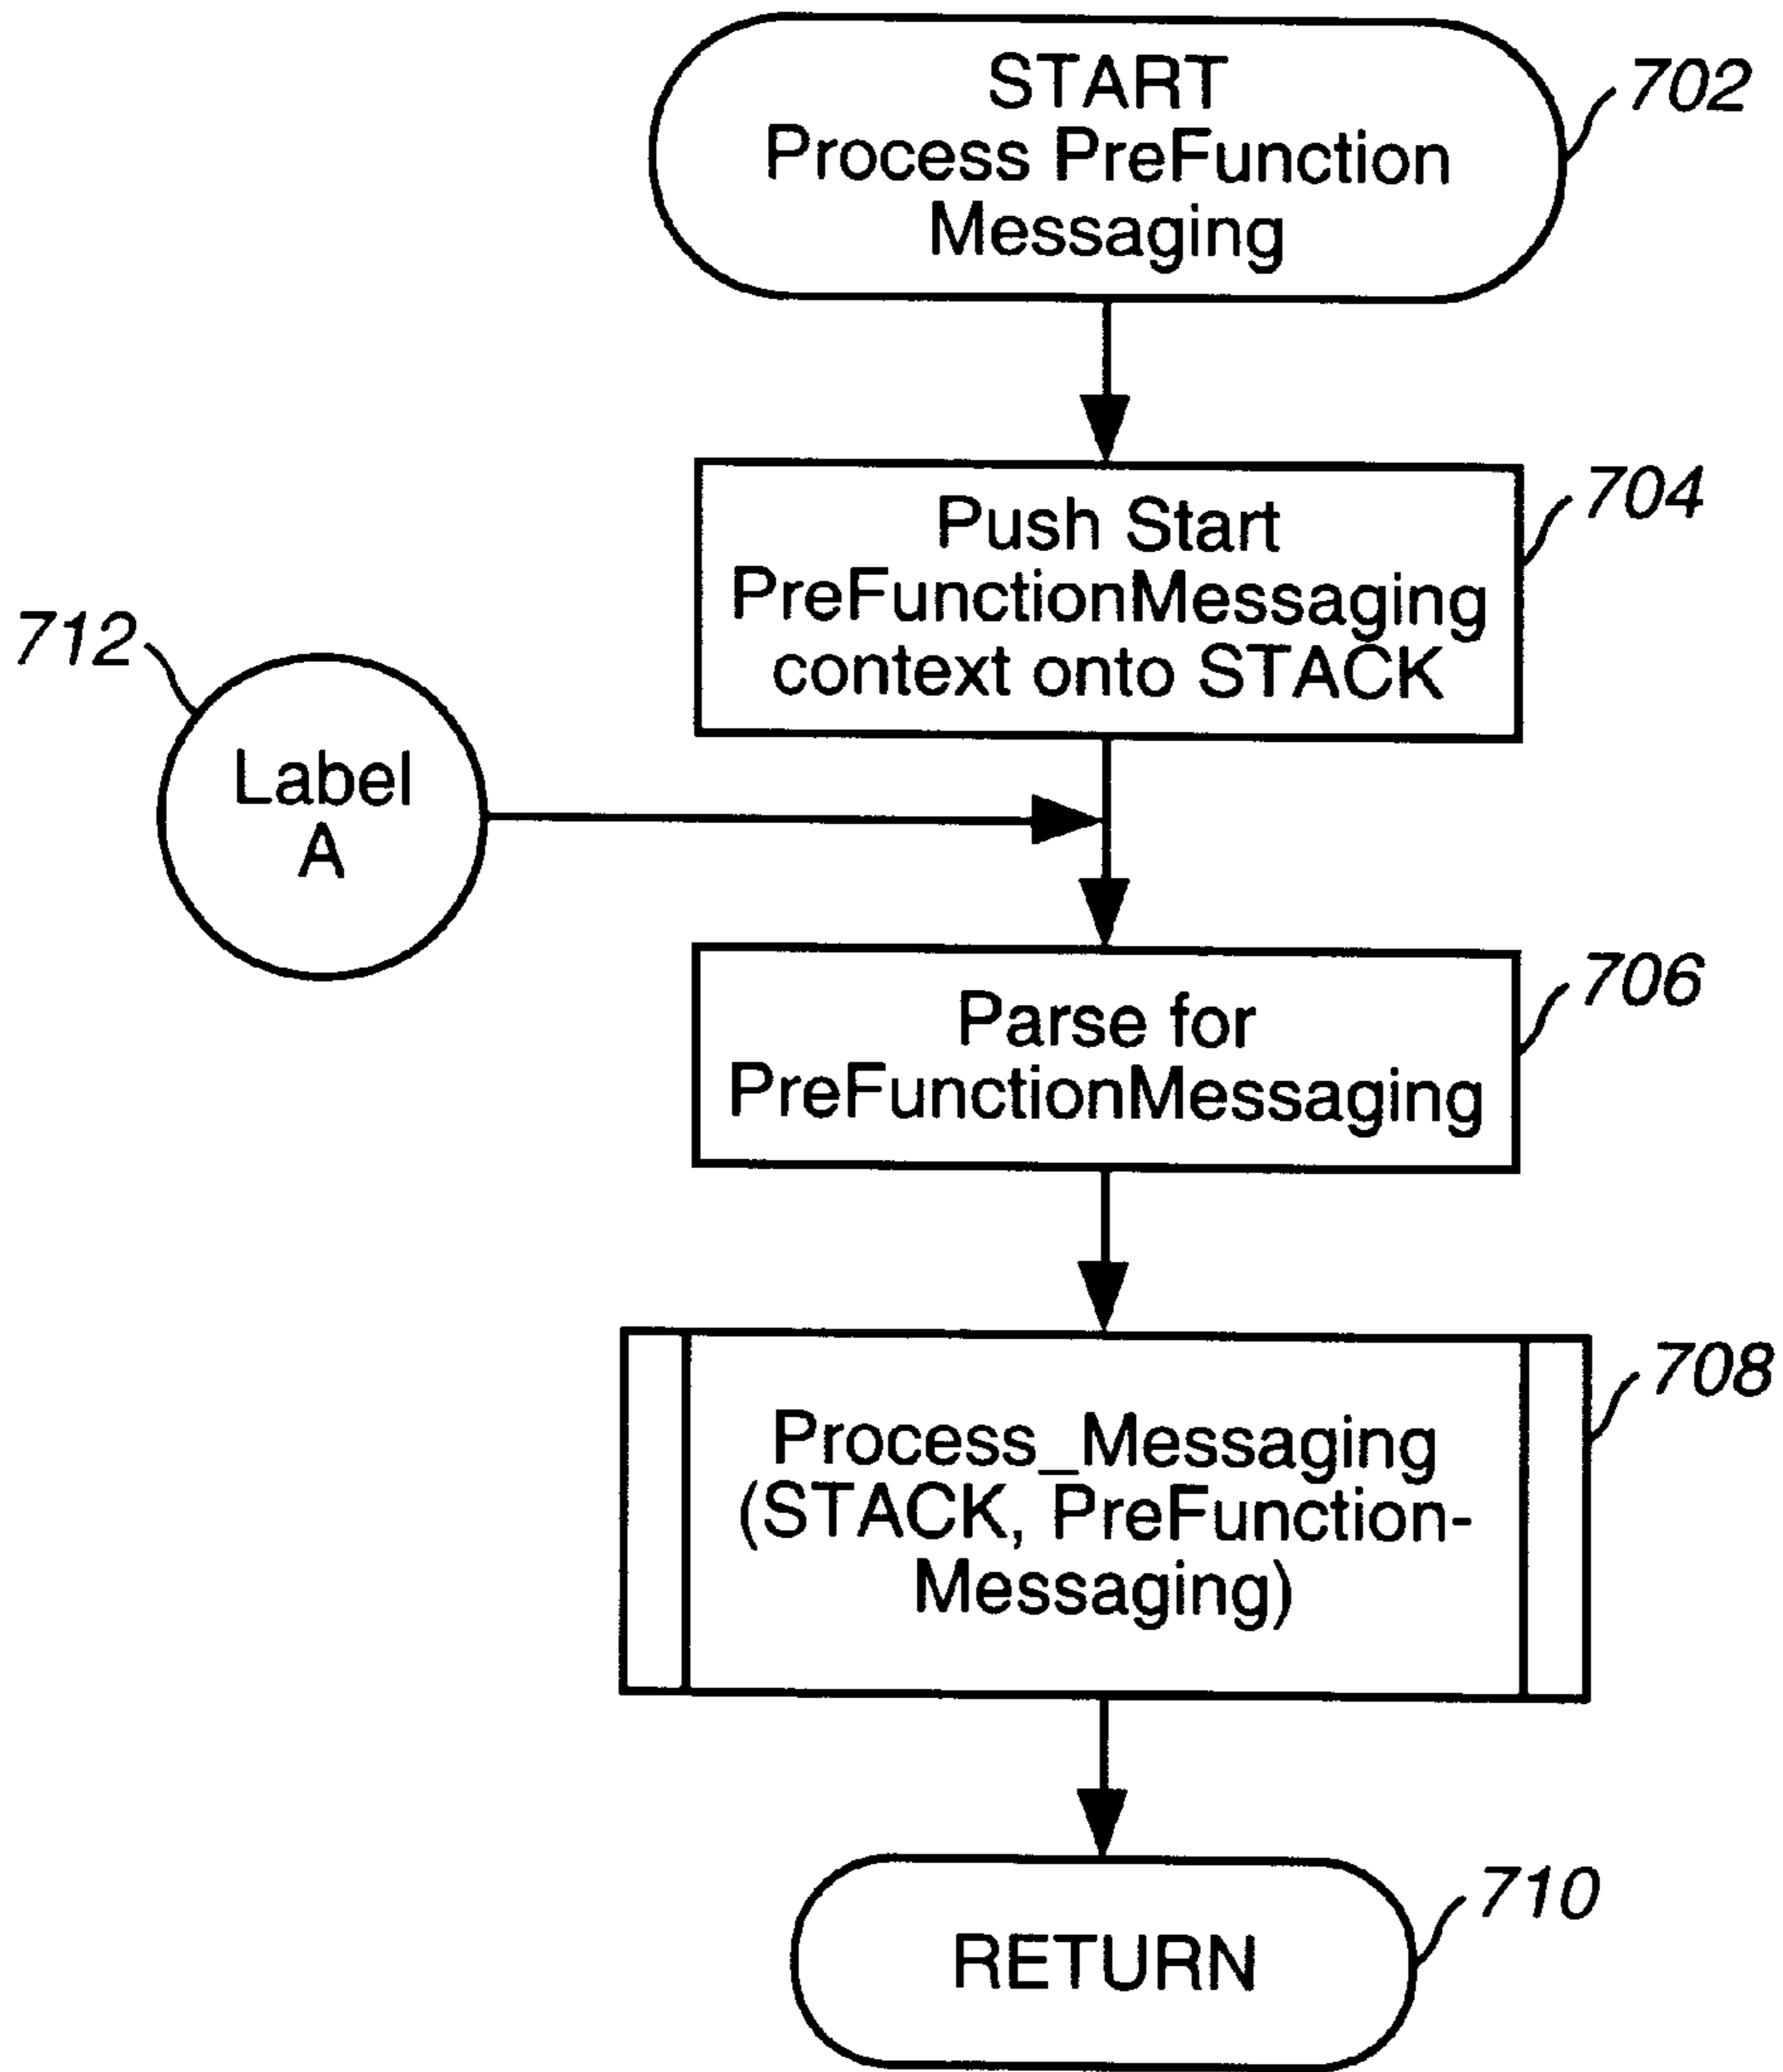 START
Process PreFunction
Messaging
702
Push Start
PreFunctionMessaging
context onto STACK
704
712
Label
A
Parse for
PreFunctionMessaging
706
Process_Messaging
(STACK, PreFunction-
Messaging)
708
RETURN
710